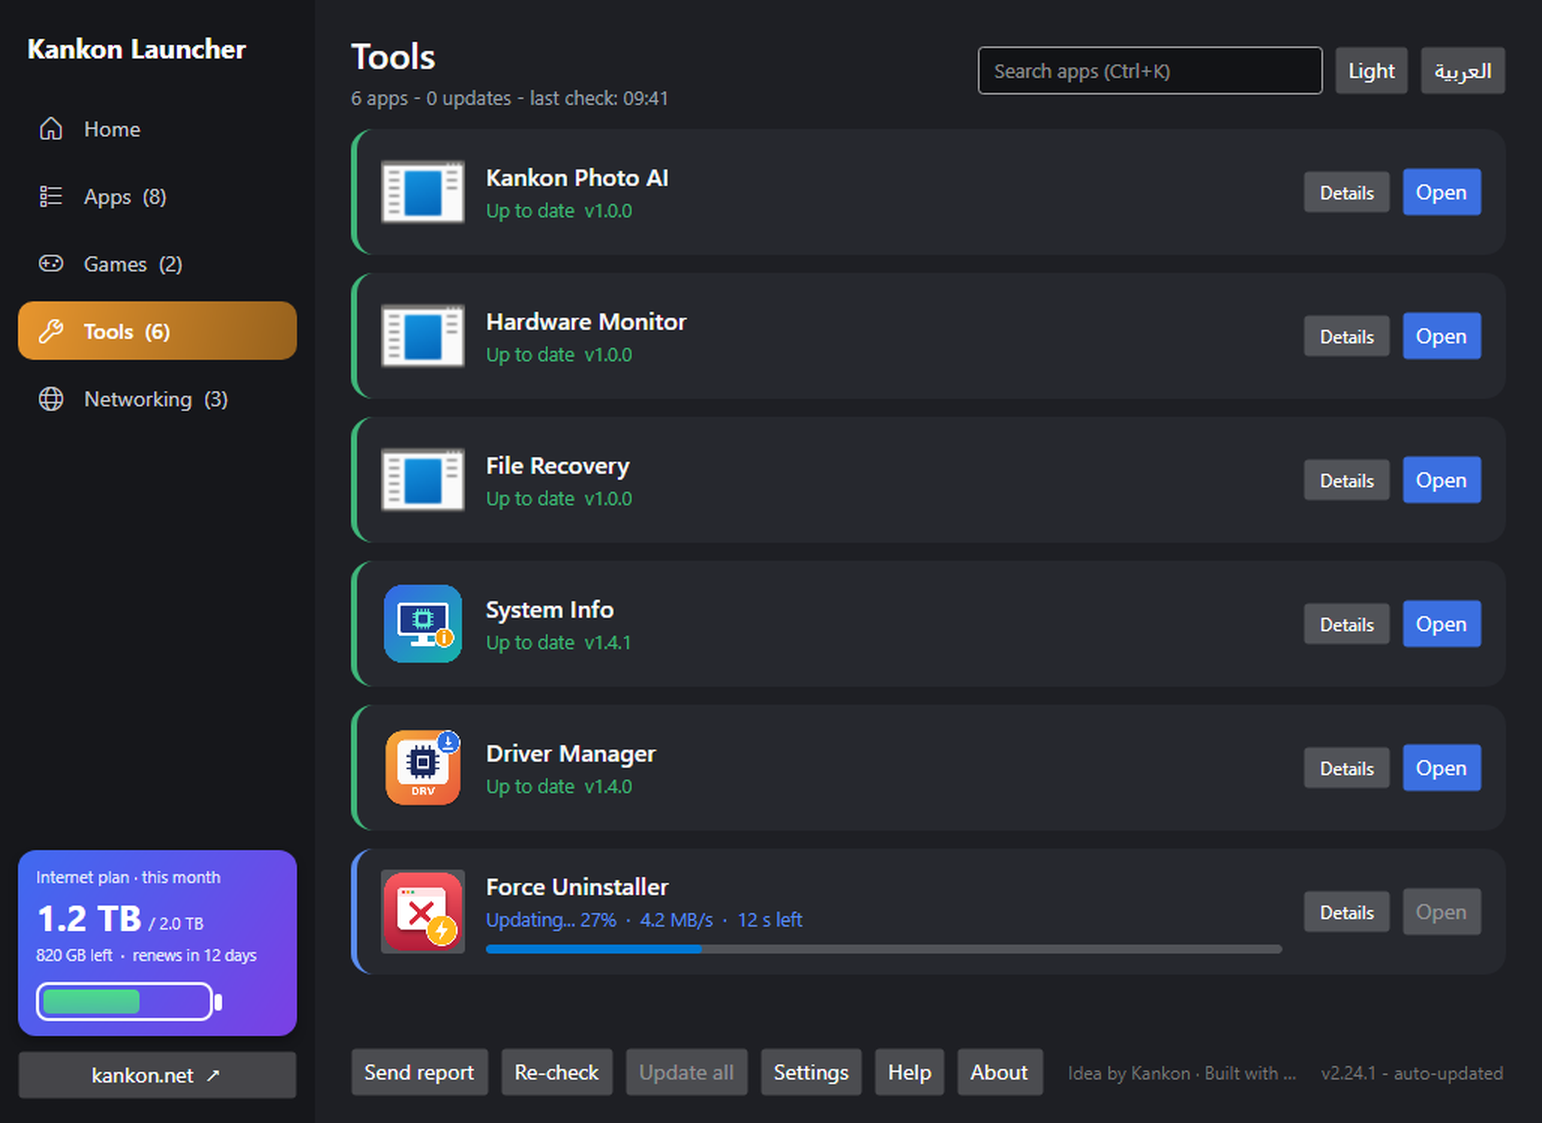 Kankon Launcher
Home
Apps (8)
Games (2)
Tools (6)
Networking (3)
Internet plan · this month
1.2 TB / 2.0 TB
820 GB left · renews in 12 days
kankon.net ↗
Tools
6 apps - 0 updates - last check: 09:41
Search apps (Ctrl+K)
Light
العربية
Kankon Photo AI
Up to date v1.0.0
Details
Open
Hardware Monitor
Up to date v1.0.0
Details
Open
File Recovery
Up to date v1.0.0
Details
Open
System Info
Up to date v1.4.1
Details
Open
DRV
Driver Manager
Up to date v1.4.0
Details
Open
Force Uninstaller
Updating... 27% · 4.2 MB/s · 12 s left
Details
Open
Send report
Re-check
Update all
Settings
Help
About
Idea by Kankon · Built with ...
v2.24.1 - auto-updated